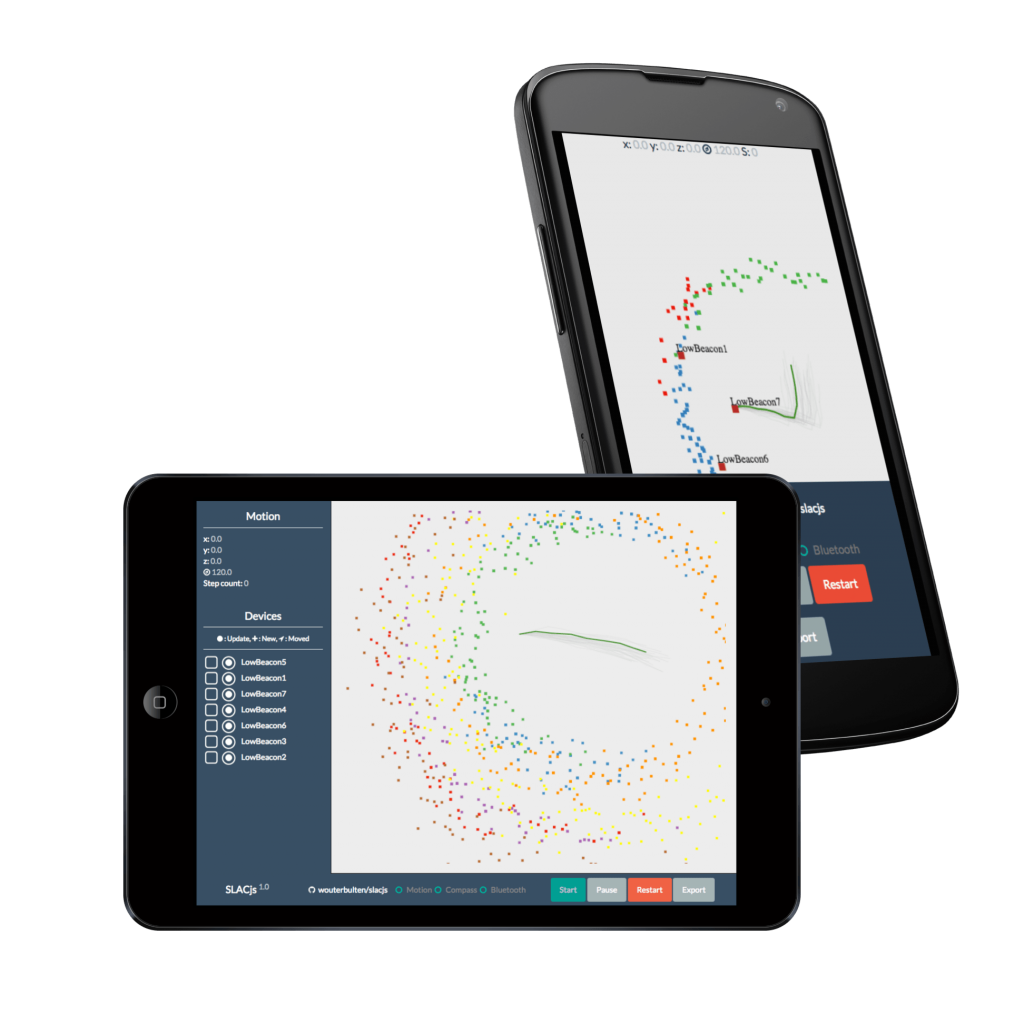 x: 0.0 y: 0.0 z: 0.0 120.0 S: 0
LowBeacon1
LowBeacon7
LowBeacon6
slacjs
Bluetooth
Restart
ort
Motion
x: 0.0
y: 0.0
z: 0.0
120.0
Step count: 0
Devices
: Update, + : New, : Moved
LowBeacon5
LowBeacon1
LowBeacon7
LowBeacon4
LowBeacon6
LowBeacon3
LowBeacon2
SLACjs 1.0 wouterbulten/slacjs Motion Compass Bluetooth Start Pause Restart Export